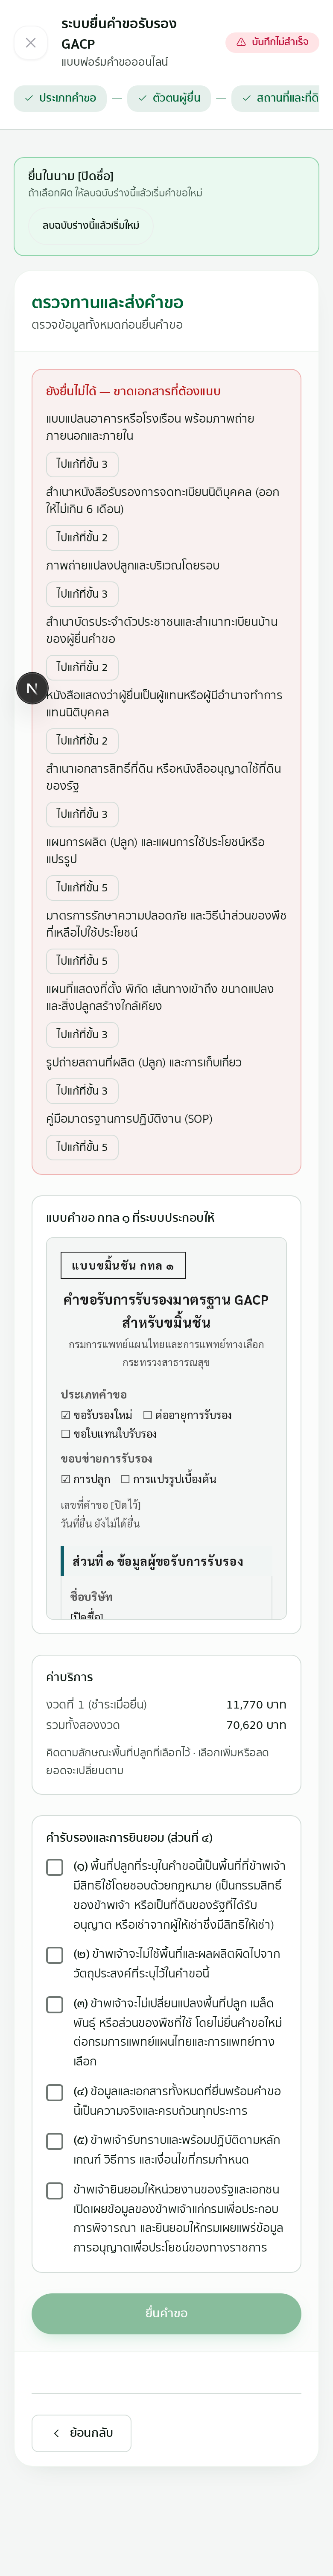 ระบบยื่นคำขอรับรอง
GACP
แบบฟอร์มคำขอออนไลน์
บันทึกไม่สำเร็จ
ประเภทคำขอ
ตัวตนผู้ยื่น
สถานที่และที่ดิ
ยื่นในนาม [ปิดชื่อ]
ถ้าเลือกผิด ให้ลบฉบับร่างนี้แล้วเริ่มคำขอใหม่
ลบฉบับร่างนี้แล้วเริ่มใหม่
ตรวจทานและส่งคำขอ
ตรวจข้อมูลทั้งหมดก่อนยื่นคำขอ
ยังยื่นไม่ได้ — ขาดเอกสารที่ต้องแนบ
แบบแปลนอาคารหรือโรงเรือน พร้อมภาพถ่าย
ภายนอกและภายใน
ไปแก้ที่ขั้น 3
สำเนาหนังสือรับรองการจดทะเบียนนิติบุคคล (ออก
ให้ไม่เกิน 6 เดือน)
ไปแก้ที่ขั้น 2
ภาพถ่ายแปลงปลูกและบริเวณโดยรอบ
ไปแก้ที่ขั้น 3
สำเนาบัตรประจำตัวประชาชนและสำเนาทะเบียนบ้าน
ของผู้ยื่นคำขอ
ไปแก้ที่ขั้น 2
N
หนังสือแสดงว่าผู้ยื่นเป็นผู้แทนหรือผู้มีอำนาจทำการ
แทนนิติบุคคล
ไปแก้ที่ขั้น 2
สำเนาเอกสารสิทธิ์ที่ดิน หรือหนังสืออนุญาตใช้ที่ดิน
ของรัฐ
ไปแก้ที่ขั้น 3
แผนการผลิต (ปลูก) และแผนการใช้ประโยชน์หรือ
แปรรูป
ไปแก้ที่ขั้น 5
มาตรการรักษาความปลอดภัย และวิธีนำส่วนของพืช
ที่เหลือไปใช้ประโยชน์
ไปแก้ที่ขั้น 5
แผนที่แสดงที่ตั้ง พิกัด เส้นทางเข้าถึง ขนาดแปลง
และสิ่งปลูกสร้างใกล้เคียง
ไปแก้ที่ขั้น 3
รูปถ่ายสถานที่ผลิต (ปลูก) และการเก็บเกี่ยว
ไปแก้ที่ขั้น 3
คู่มือมาตรฐานการปฏิบัติงาน (SOP)
ไปแก้ที่ขั้น 5
แบบคำขอ กทล ๑ ที่ระบบประกอบให้
แบบขมิ้นชัน กทล ๑
คำขอรับการรับรองมาตรฐาน GACP
สำหรับขมิ้นชัน
กรมการแพทย์แผนไทยและการแพทย์ทางเลือก
กระทรวงสาธารณสุข
ประเภทคำขอ
☑ ขอรับรองใหม่ ☐ ต่ออายุการรับรอง
☐ ขอใบแทนใบรับรอง
ขอบข่ายการรับรอง
☑ การปลูก ☐ การแปรรูปเบื้องต้น
เลขที่คำขอ [ปิดไว้]
วันที่ยื่น ยังไม่ได้ยื่น
ส่วนที่ ๑ ข้อมูลผู้ขอรับการรับรอง
ชื่อบริษัท
[ปิดชื่อ]
ค่าบริการ
งวดที่ 1 (ชำระเมื่อยื่น) 11,770 บาท
รวมทั้งสองงวด 70,620 บาท
คิดตามลักษณะพื้นที่ปลูกที่เลือกไว้ · เลือกเพิ่มหรือลด
ยอดจะเปลี่ยนตาม
คำรับรองและการยินยอม (ส่วนที่ ๔)
(๑) พื้นที่ปลูกที่ระบุในคำขอนี้เป็นพื้นที่ที่ข้าพเจ้า
มีสิทธิใช้โดยชอบด้วยกฎหมาย (เป็นกรรมสิทธิ์
ของข้าพเจ้า หรือเป็นที่ดินของรัฐที่ได้รับ
อนุญาต หรือเช่าจากผู้ให้เช่าซึ่งมีสิทธิให้เช่า)
(๒) ข้าพเจ้าจะไม่ใช้พื้นที่และผลผลิตผิดไปจาก
วัตถุประสงค์ที่ระบุไว้ในคำขอนี้
(๓) ข้าพเจ้าจะไม่เปลี่ยนแปลงพื้นที่ปลูก เมล็ด
พันธุ์ หรือส่วนของพืชที่ใช้ โดยไม่ยื่นคำขอใหม่
ต่อกรมการแพทย์แผนไทยและการแพทย์ทาง
เลือก
(๔) ข้อมูลและเอกสารทั้งหมดที่ยื่นพร้อมคำขอ
นี้เป็นความจริงและครบถ้วนทุกประการ
(๕) ข้าพเจ้ารับทราบและพร้อมปฏิบัติตามหลัก
เกณฑ์ วิธีการ และเงื่อนไขที่กรมกำหนด
ข้าพเจ้ายินยอมให้หน่วยงานของรัฐและเอกชน
เปิดเผยข้อมูลของข้าพเจ้าแก่กรมเพื่อประกอบ
การพิจารณา และยินยอมให้กรมเผยแพร่ข้อมูล
การอนุญาตเพื่อประโยชน์ของทางราชการ
ยื่นคำขอ
ย้อนกลับ